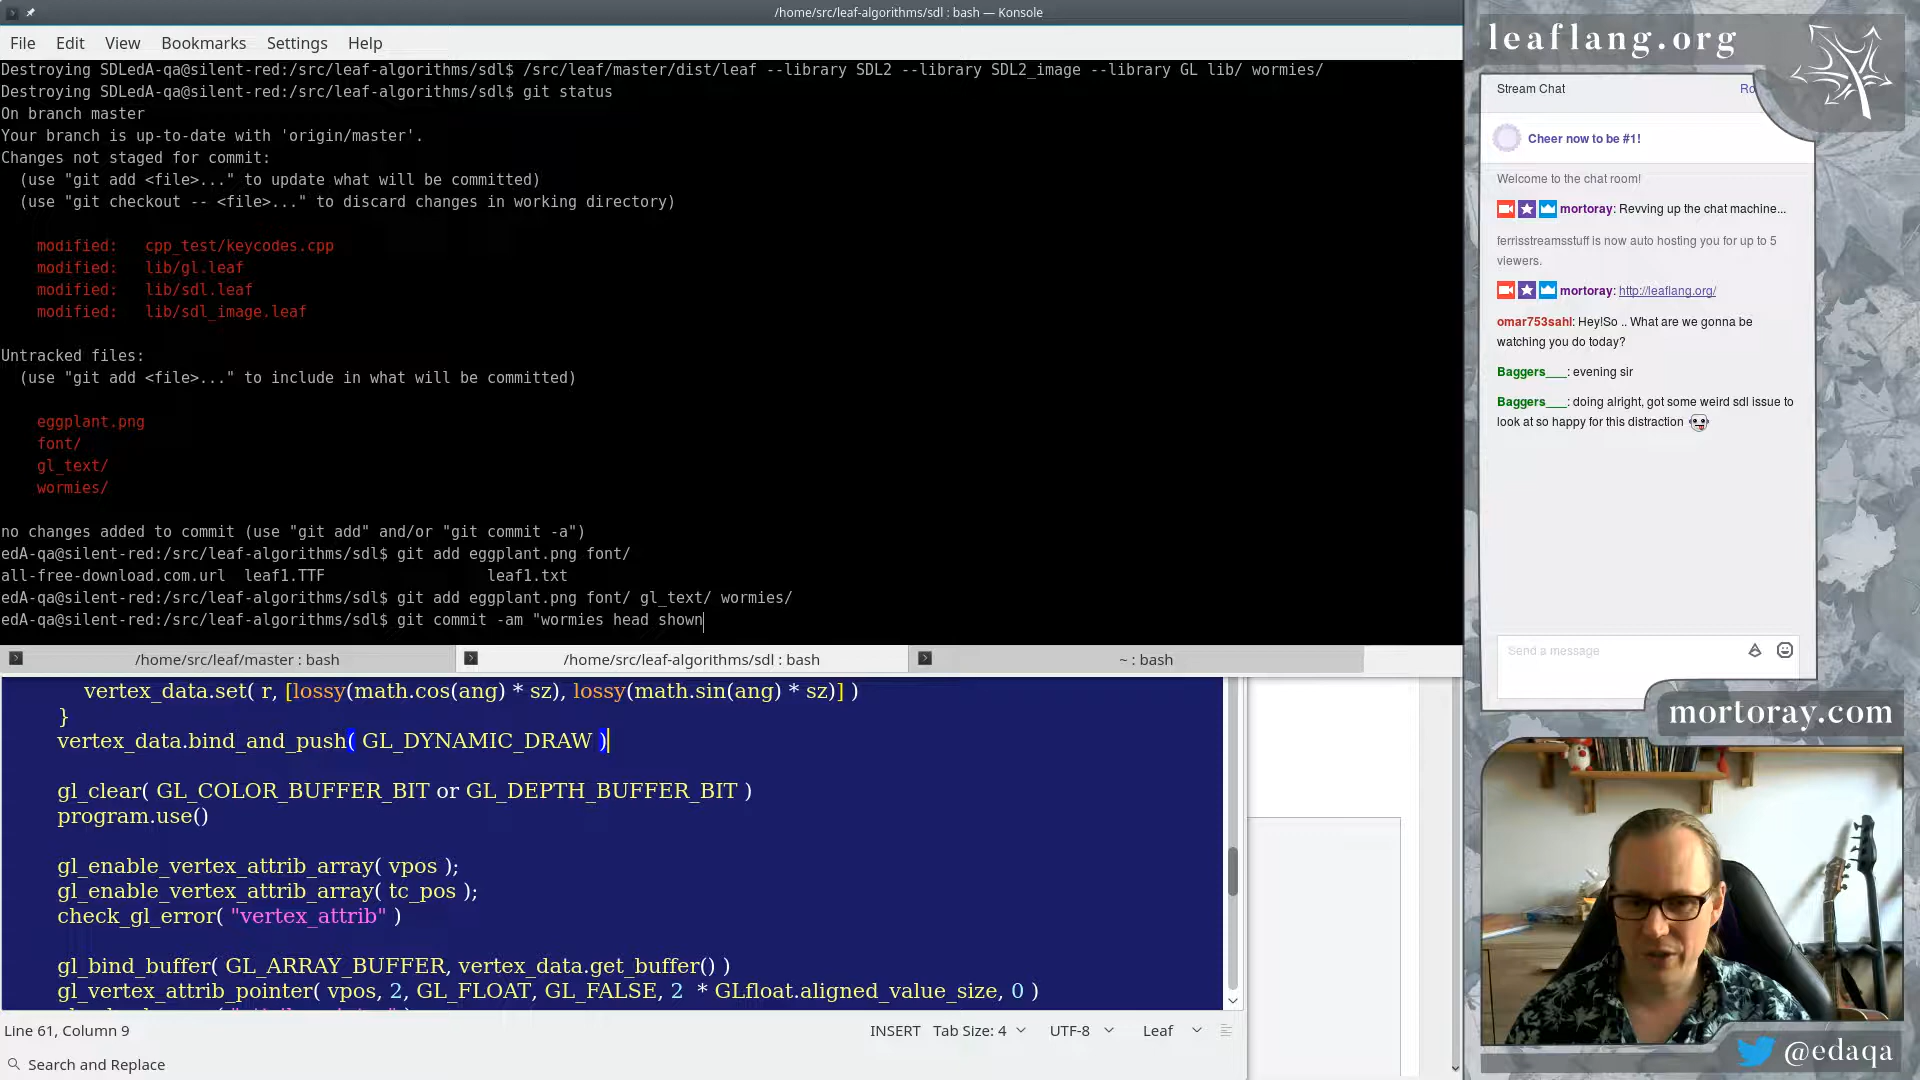 /home/src/leaf-algorithms/sdl : bash — Konsole
File Edit View Bookmarks Settings Help
Destroying SDLedA-qa@silent-red:/src/leaf-algorithms/sdl$ /src/leaf/master/dist/leaf --library SDL2 --library SDL2_image --library GL lib/ wormies/
Destroying SDLedA-qa@silent-red:/src/leaf-algorithms/sdl$ git status
On branch master
Your branch is up-to-date with 'origin/master'.
Changes not staged for commit:
(use "git add <file>..." to update what will be committed)
(use "git checkout -- <file>..." to discard changes in working directory)
modified: cpp_test/keycodes.cpp
modified: lib/gl.leaf
modified: lib/sdl.leaf
modified: lib/sdl_image.leaf
Untracked files:
(use "git add <file>..." to include in what will be committed)
eggplant.png
font/
gl_text/
wormies/
no changes added to commit (use "git add" and/or "git commit -a")
edA-qa@silent-red:/src/leaf-algorithms/sdl$ git add eggplant.png font/
all-free-download.com.url leaf1.TTF leaf1.txt
edA-qa@silent-red:/src/leaf-algorithms/sdl$ git add eggplant.png font/ gl_text/ wormies/
edA-qa@silent-red:/src/leaf-algorithms/sdl$ git commit -am "wormies head shown
/home/src/leaf/master : bash
/home/src/leaf-algorithms/sdl : bash
~ : bash
vertex_data.set( r, [lossy(math.cos(ang) * sz), lossy(math.sin(ang) * sz)] )
}
vertex_data.bind_and_push( GL_DYNAMIC_DRAW )
gl_clear( GL_COLOR_BUFFER_BIT or GL_DEPTH_BUFFER_BIT )
program.use()
gl_enable_vertex_attrib_array( vpos );
gl_enable_vertex_attrib_array( tc_pos );
check_gl_error( "vertex_attrib" )
gl_bind_buffer( GL_ARRAY_BUFFER, vertex_data.get_buffer() )
gl_vertex_attrib_pointer( vpos, 2, GL_FLOAT, GL_FALSE, 2 * GLfloat.aligned_value_size, 0 )
Line 61, Column 9
INSERT Tab Size: 4 UTF-8 Leaf
Search and Replace
leaflang.org
Stream Chat Ro
Cheer now to be #1!
Welcome to the chat room!
mortoray: Revving up the chat machine...
ferrisstreamsstuff is now auto hosting you for up to 5
viewers.
mortoray: http://leaflang.org/
omar753sahl: Hey!So .. What are we gonna be
watching you do today?
Baggers___: evening sir
Baggers___: doing alright, got some weird sdl issue to
look at so happy for this distraction
Send a message
mortoray.com
@edaqa